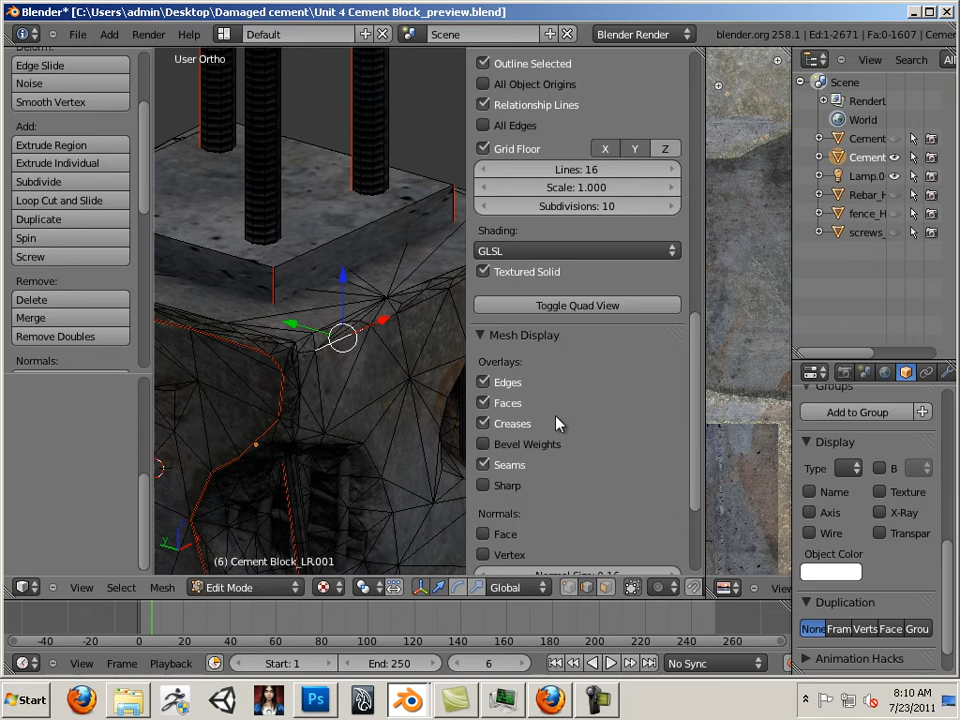 Blender* [C:\Users\admin\Desktop\Damaged cement\Unit 4 Cement Block_preview.blend]
File Add Render Help Default Scene Blender Render blender.org 258.1 | Ed:1-2671 | Fa:0-1607 | Cemer
Edge Slide
Noise
Smooth Vertex
Add:
Extrude Region
Extrude Individual
Subdivide
Loop Cut and Slide
Duplicate
Spin
Screw
Remove:
Delete
Merge
Remove Doubles
Normals:
User Ortho
y
(6) Cement Block_LR.001
Outline Selected
All Object Origins
Relationship Lines
All Edges
Grid Floor X Y Z
Lines: 16
Scale: 1.000
Subdivisions: 10
Shading:
GLSL
Textured Solid
Toggle Quad View
Mesh Display
Overlays:
Edges
Faces
Creases
Bevel Weights
Seams
Sharp
Normals:
Face
Vertex
View Search Al
Scene
RenderL
World
Cement
Cement
Lamp.0
Rebar_H
fence_H
screws_
Groups
Add to Group
Display
Type B
Name Texture
Axis X-Ray
Wire Transpar
Object Color
Duplication
None Fram Verts Face Grou
Animation Hacks
View Select Mesh Edit Mode Global Viev
-40 -20 0 20 40 60 80 100 120 140 160 180 200 220 240 260
View Frame Playback Start: 1 End: 250 6 No Sync
Start Ps 8:10 AM
7/23/2011